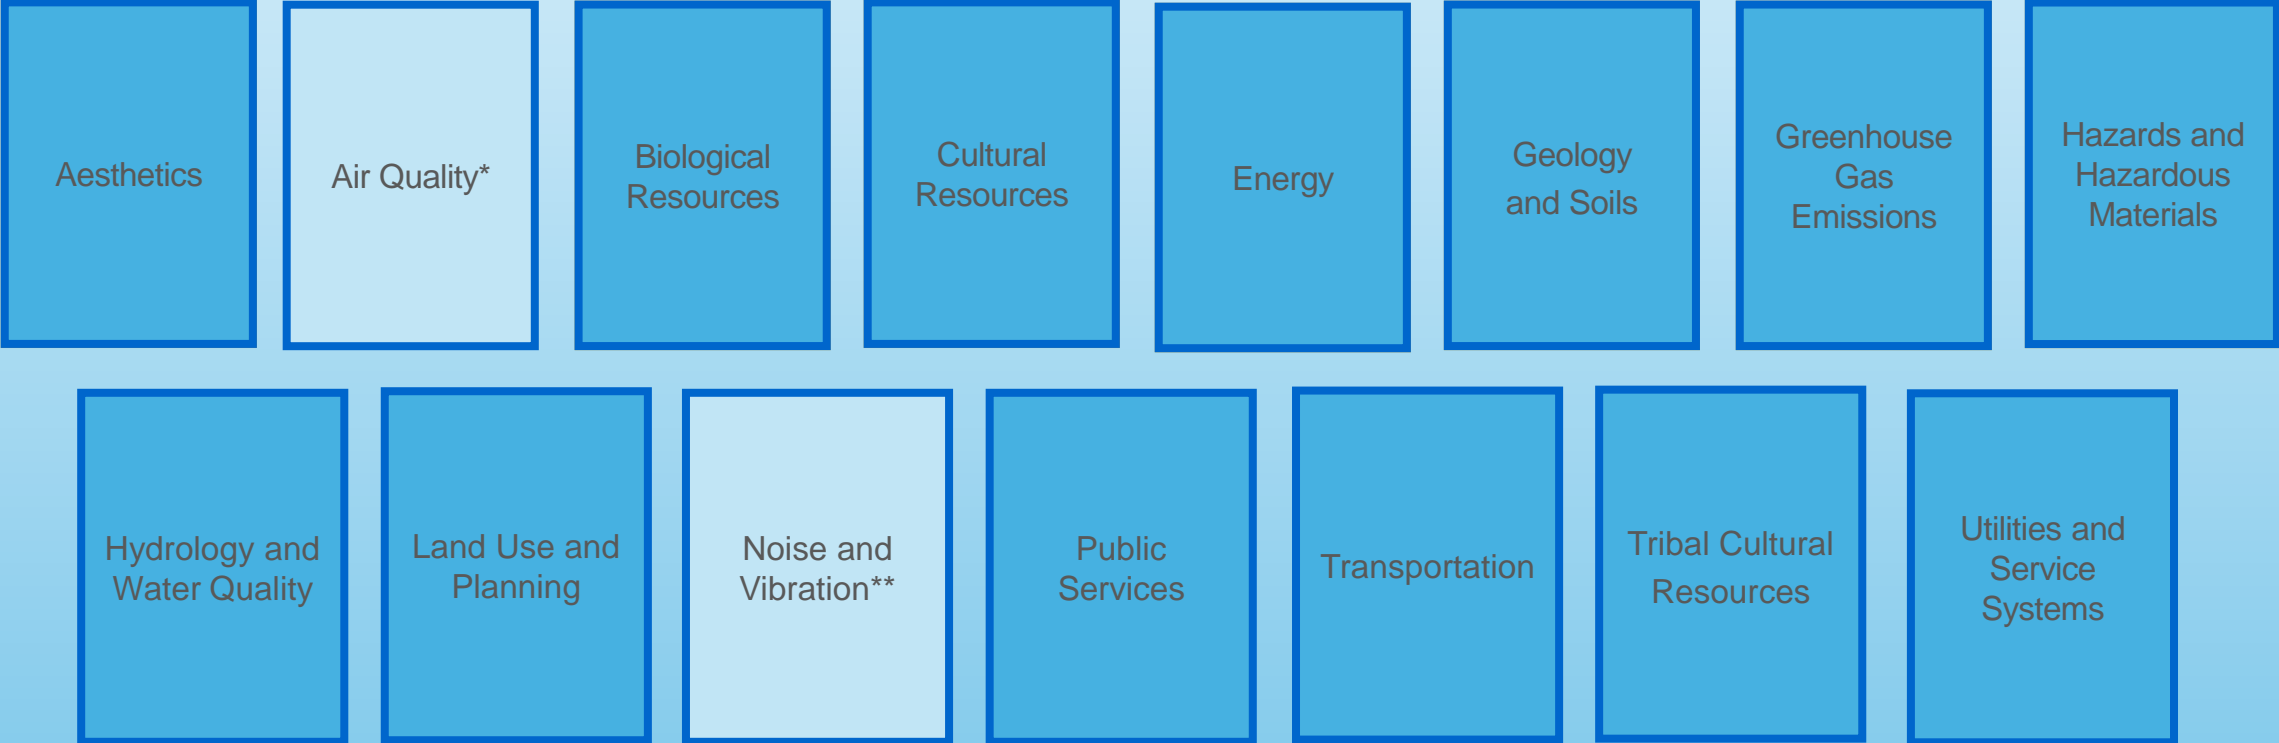 Aesthetics
Air Quality*
Biological
Resources
Cultural
Resources
Energy
Geology
and Soils
Greenhouse
Gas
Emissions
Hazards and
Hazardous
Materials
Hydrology and
Water Quality
Land Use and
Planning
Noise and
Vibration**
Public
Services
Transportation
Tribal Cultural
Resources
Utilities and
Service
Systems